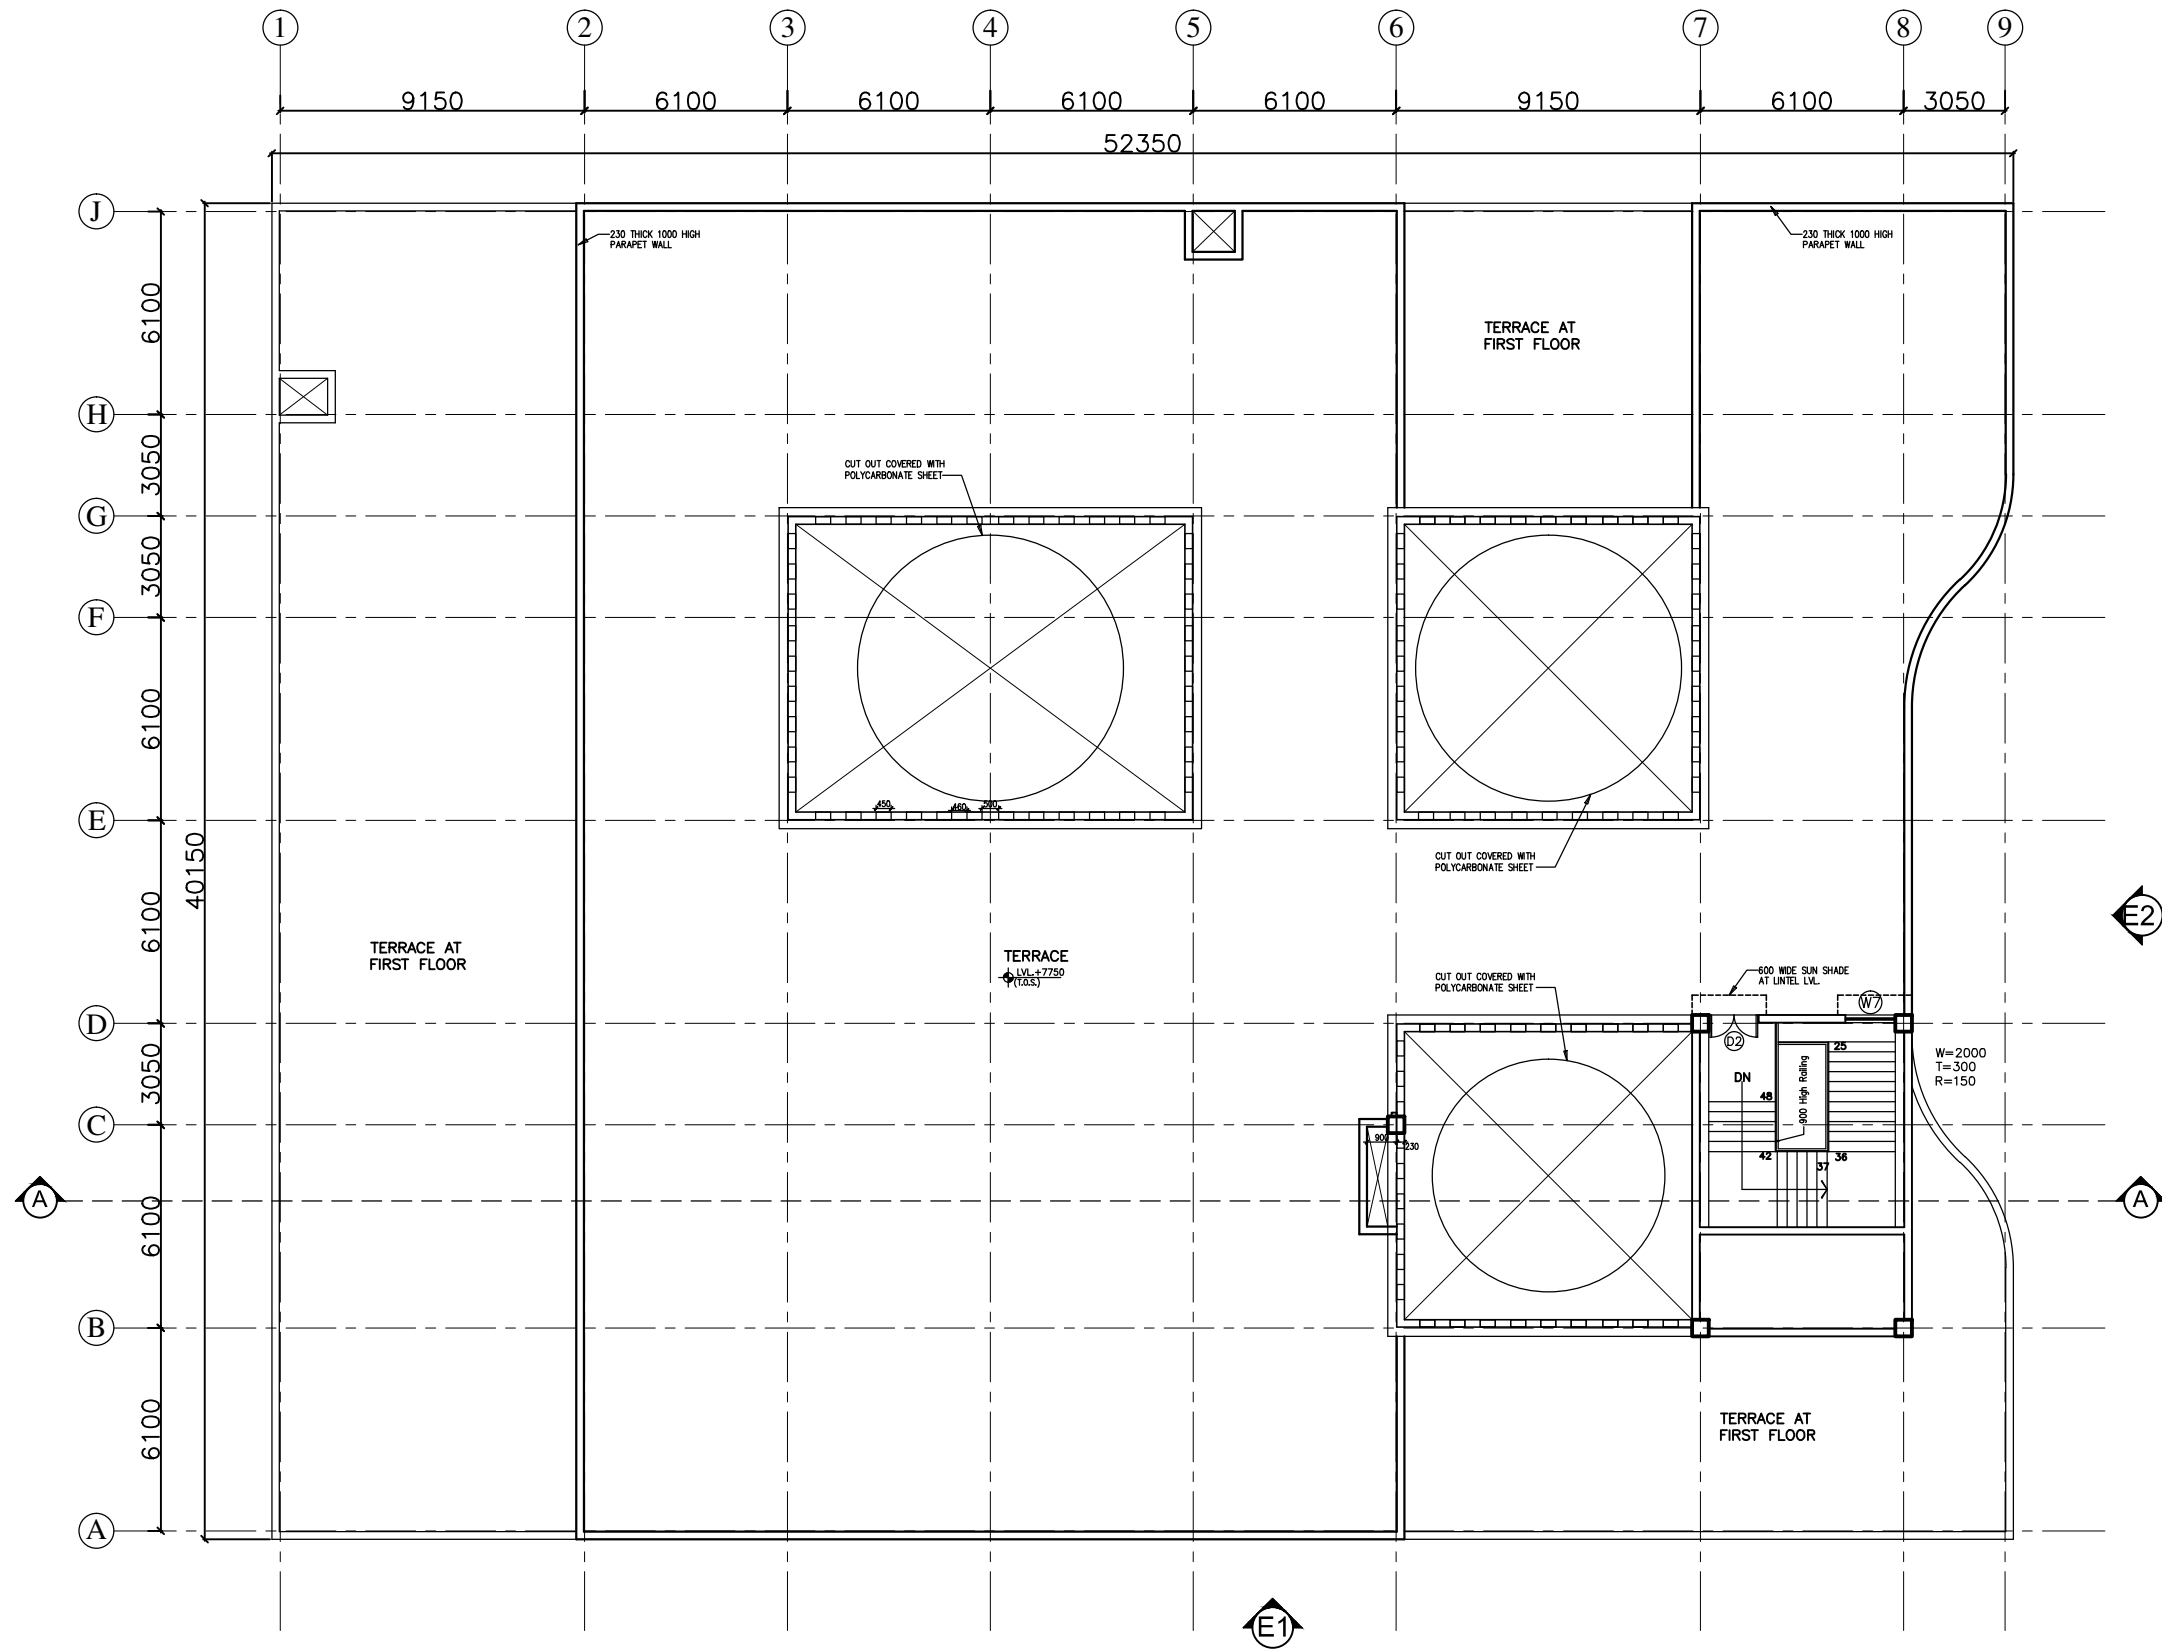 1 2 3 4 5 6 7 8 9
9150 6100 6100 6100 6100 9150 6100 3050
52350
J
230 THICK 1000 HIGH
PARAPET WALL
230 THICK 1000 HIGH
PARAPET WALL
6100
TERRACE AT
FIRST FLOOR
H
3050
CUT OUT COVERED WITH
POLYCARBONATE SHEET
G
3050
F
6100
450 460 500
E
40150
CUT OUT COVERED WITH
POLYCARBONATE SHEET
6100
E2
TERRACE AT
FIRST FLOOR
TERRACE
LVL.+7750
(T.O.S.)
CUT OUT COVERED WITH
POLYCARBONATE SHEET
600 WIDE SUN SHADE
AT LINTEL LVL.
W7
D
D2
25
3050
W=2000
T=300
R=150
DN
900 High Railing
48
C
900
230
42
37
36
A
A
6100
B
6100
TERRACE AT
FIRST FLOOR
A
E1